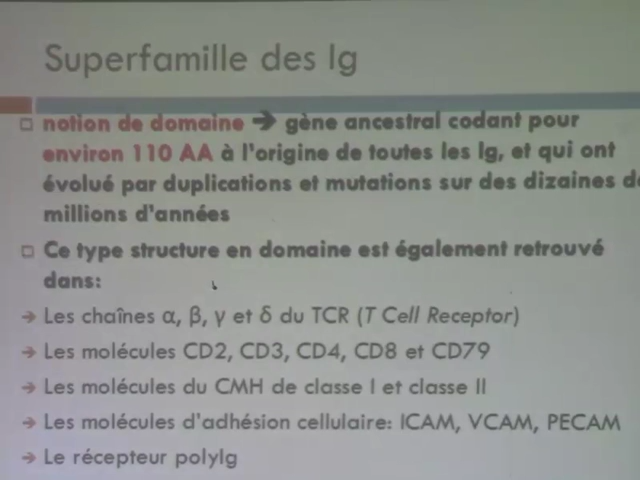 Superfamille des Ig
notion de domaine → gène ancestral codant pour
environ 110 AA à l'origine de toutes les Ig, et qui ont
évolué par duplications et mutations sur des dizaines de
millions d'années
Ce type structure en domaine est également retrouvé
dans:
→ Les chaînes α, β, γ et δ du TCR (T Cell Receptor)
→ Les molécules CD2, CD3, CD4, CD8 et CD79
→ Les molécules du CMH de classe I et classe II
→ Les molécules d'adhésion cellulaire: ICAM, VCAM, PECAM
→ Le récepteur polyIg